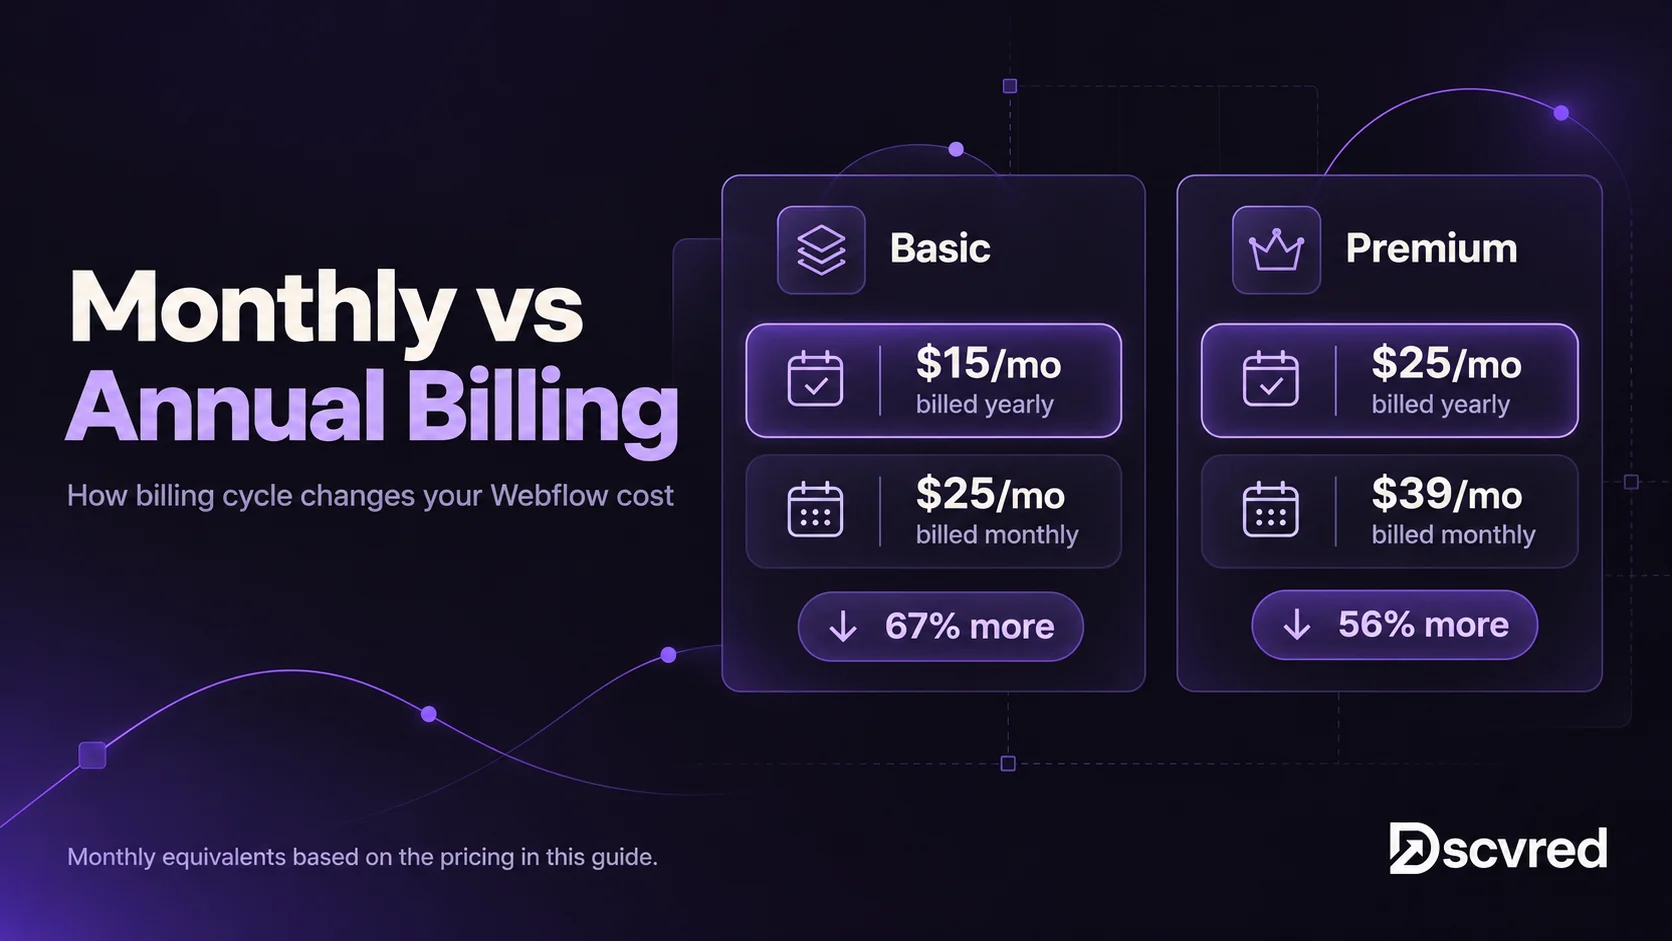 Monthly vs
Annual Billing
How billing cycle changes your Webflow cost
Basic
$15/mo
billed yearly
$25/mo
billed monthly
67% more
Premium
$25/mo
billed yearly
$39/mo
billed monthly
56% more
Monthly equivalents based on the pricing in this guide.
Dscvred